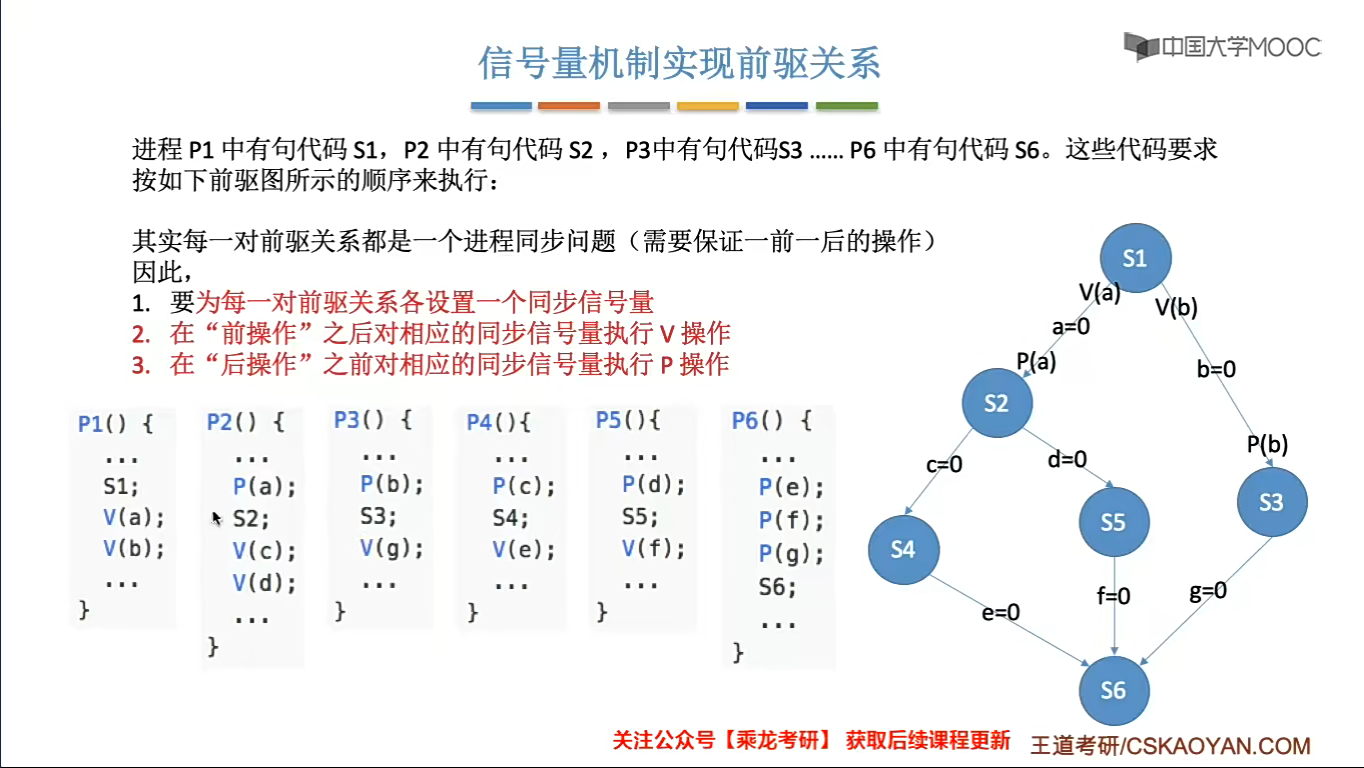 信号量机制实现前驱关系
中国大学MOOC
进程 P1 中有句代码 S1，P2 中有句代码 S2 ，P3中有句代码S3 …… P6 中有句代码 S6。这些代码要求
按如下前驱图所示的顺序来执行：
其实每一对前驱关系都是一个进程同步问题（需要保证一前一后的操作）
因此，
1. 要为每一对前驱关系各设置一个同步信号量
2. 在“前操作”之后对相应的同步信号量执行 V 操作
3. 在“后操作”之前对相应的同步信号量执行 P 操作
P1() {
...
S1;
V(a);
V(b);
...
}
P2() {
...
P(a);
S2;
V(c);
V(d);
...
}
P3() {
...
P(b);
S3;
V(g);
...
}
P4(){
...
P(c);
S4;
V(e);
...
}
P5(){
...
P(d);
S5;
V(f);
...
}
P6() {
...
P(e);
P(f);
P(g);
S6;
...
}
S1
V(a)
V(b)
a=0
P(a)
b=0
S2
P(b)
c=0
d=0
S3
S5
S4
f=0
g=0
e=0
S6
关注公众号【乘龙考研】 获取后续课程更新
王道考研/CSKAOYAN.COM